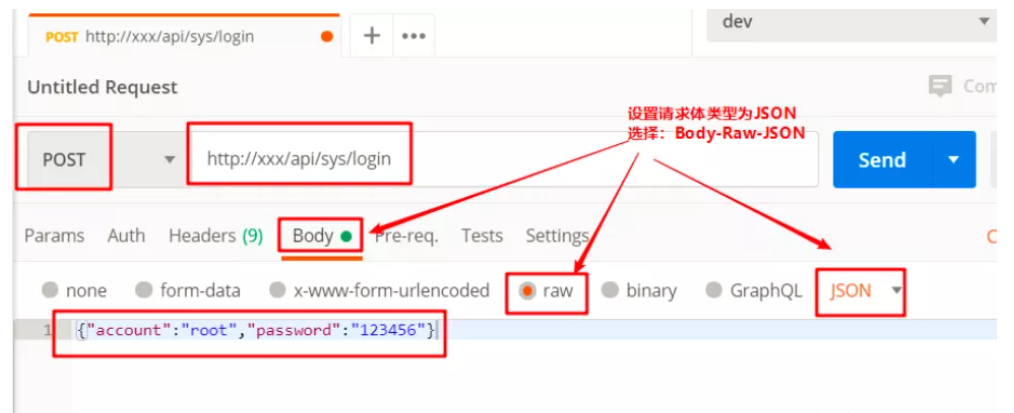 POST http://xxx/api/sys/login
dev
Untitled Request
Com
设置请求体类型为JSON
选择：Body-Raw-JSON
POST http://xxx/api/sys/login Send
Params Auth Headers (9) Body Pre-req. Tests Settings C
none form-data x-www-form-urlencoded raw binary GraphQL JSON
1 {"account":"root","password":"123456"}